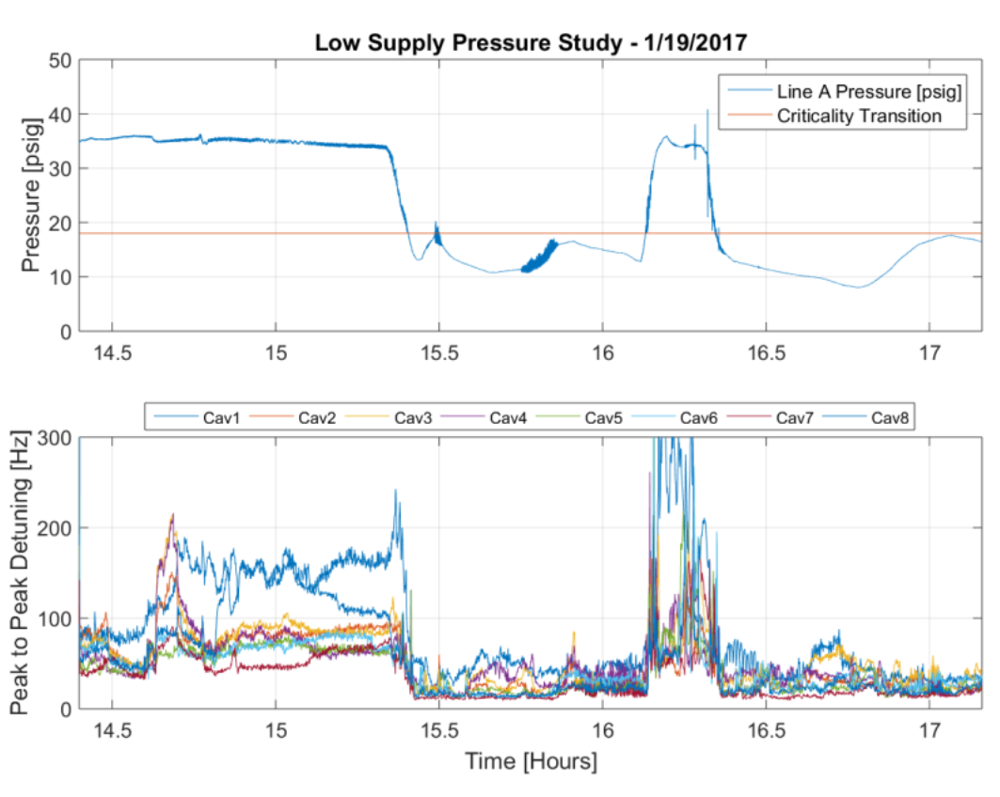 Low Supply Pressure Study - 1/19/2017
Pressure [psig]
50
40
30
20
10
0
Line A Pressure [psig]
Criticality Transition
14.5 15 15.5 16 16.5 17
Cav1 Cav2 Cav3 Cav4 Cav5 Cav6 Cav7 Cav8
Peak to Peak Detuning [Hz]
300
200
100
0
14.5 15 15.5 16 16.5 17
Time [Hours]